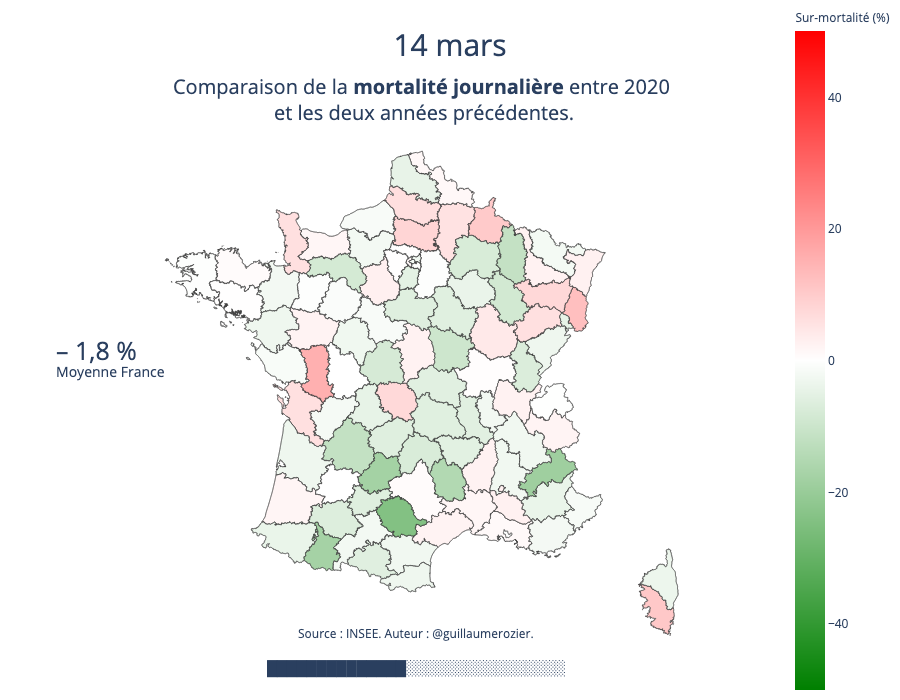 Sur-mortalité (%)
14 mars
Comparaison de la mortalité journalière entre 2020
et les deux années précédentes.
40
20
0
−20
−40
– 1,8 %
Moyenne France
Source : INSEE. Auteur : @guillaumerozier.